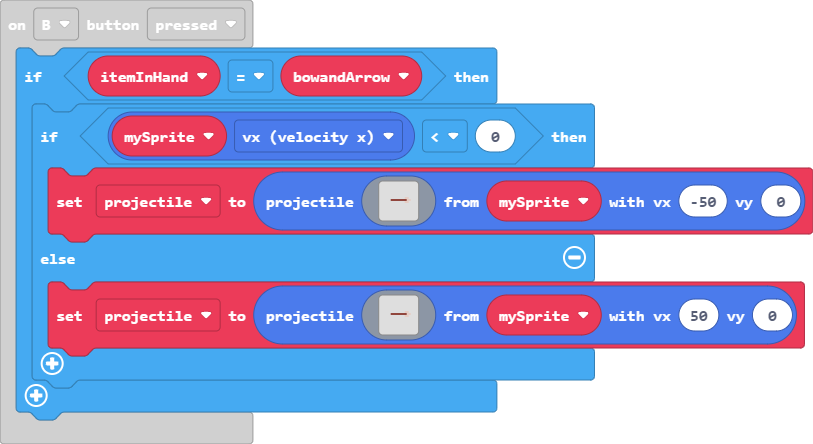 on B button pressed
if itemInHand = bowandArrow then
if mySprite vx (velocity x) < 0 then
set projectile to projectile from mySprite with vx -50 vy 0
else
set projectile to projectile from mySprite with vx 50 vy 0